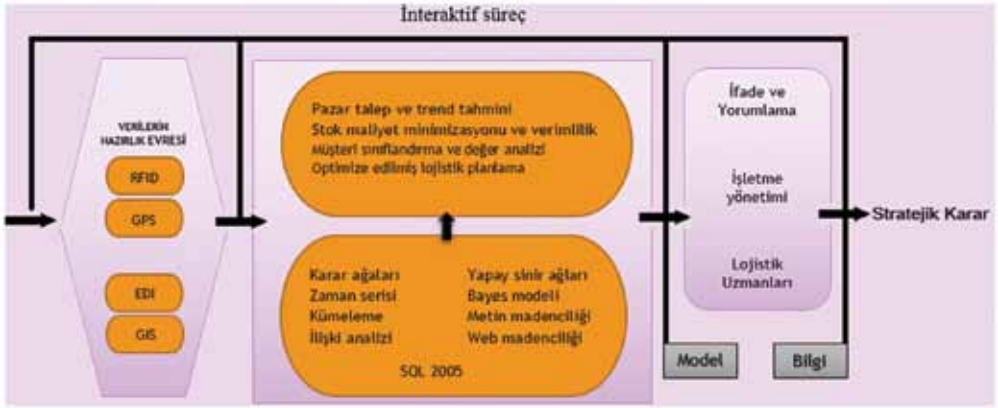 İnteraktif süreç
VERİLERİN
HAZIRLIK EVRESİ
RFID
GPS
EDI
GIS
Pazar talep ve trend tahmini
Stok maliyet minimizasyonu ve verimlilik
Müşteri sınıflandırma ve değer analizi
Optimize edilmiş lojistik planlama
Karar ağaları
Zaman serisi
Kümeleme
İlişki analizi
Yapay sinir ağları
Bayes modeli
Metin madenciliği
Web madenciliği
SQL 2005
İfade ve
Yorumlama
İşletme
yönetimi
Lojistik
Uzmanları
Stratejik Karar
Model
Bilgi